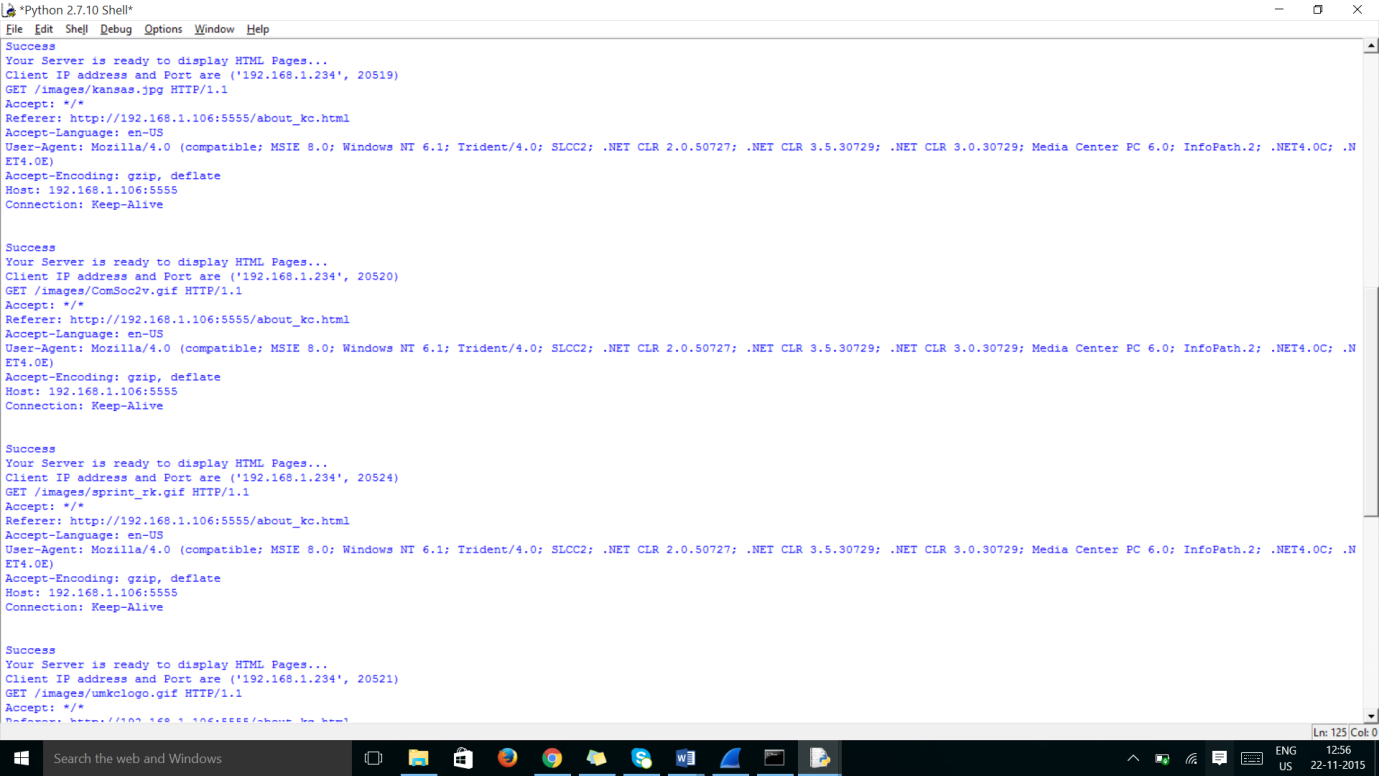 *Python 2.7.10 Shell*
File Edit Shell Debug Options Window Help
Success
Your Server is ready to display HTML Pages...
Client IP address and Port are ('192.168.1.234', 20519)
GET /images/kansas.jpg HTTP/1.1
Accept: */*
Referer: http://192.168.1.106:5555/about_kc.html
Accept-Language: en-US
User-Agent: Mozilla/4.0 (compatible; MSIE 8.0; Windows NT 6.1; Trident/4.0; SLCC2; .NET CLR 2.0.50727; .NET CLR 3.5.30729; .NET CLR 3.0.30729; Media Center PC 6.0; InfoPath.2; .NET4.0C; .N
ET4.0E)
Accept-Encoding: gzip, deflate
Host: 192.168.1.106:5555
Connection: Keep-Alive
Success
Your Server is ready to display HTML Pages...
Client IP address and Port are ('192.168.1.234', 20520)
GET /images/ComSoc2v.gif HTTP/1.1
Accept: */*
Referer: http://192.168.1.106:5555/about_kc.html
Accept-Language: en-US
User-Agent: Mozilla/4.0 (compatible; MSIE 8.0; Windows NT 6.1; Trident/4.0; SLCC2; .NET CLR 2.0.50727; .NET CLR 3.5.30729; .NET CLR 3.0.30729; Media Center PC 6.0; InfoPath.2; .NET4.0C; .N
ET4.0E)
Accept-Encoding: gzip, deflate
Host: 192.168.1.106:5555
Connection: Keep-Alive
Success
Your Server is ready to display HTML Pages...
Client IP address and Port are ('192.168.1.234', 20524)
GET /images/sprint_rk.gif HTTP/1.1
Accept: */*
Referer: http://192.168.1.106:5555/about_kc.html
Accept-Language: en-US
User-Agent: Mozilla/4.0 (compatible; MSIE 8.0; Windows NT 6.1; Trident/4.0; SLCC2; .NET CLR 2.0.50727; .NET CLR 3.5.30729; .NET CLR 3.0.30729; Media Center PC 6.0; InfoPath.2; .NET4.0C; .N
ET4.0E)
Accept-Encoding: gzip, deflate
Host: 192.168.1.106:5555
Connection: Keep-Alive
Success
Your Server is ready to display HTML Pages...
Client IP address and Port are ('192.168.1.234', 20521)
GET /images/umkclogo.gif HTTP/1.1
Accept: */*
Referer: http://192.168.1.106:5555/about_kc.html
Ln: 125 Col: 0
Search the web and Windows
ENG 12:56
US 22-11-2015